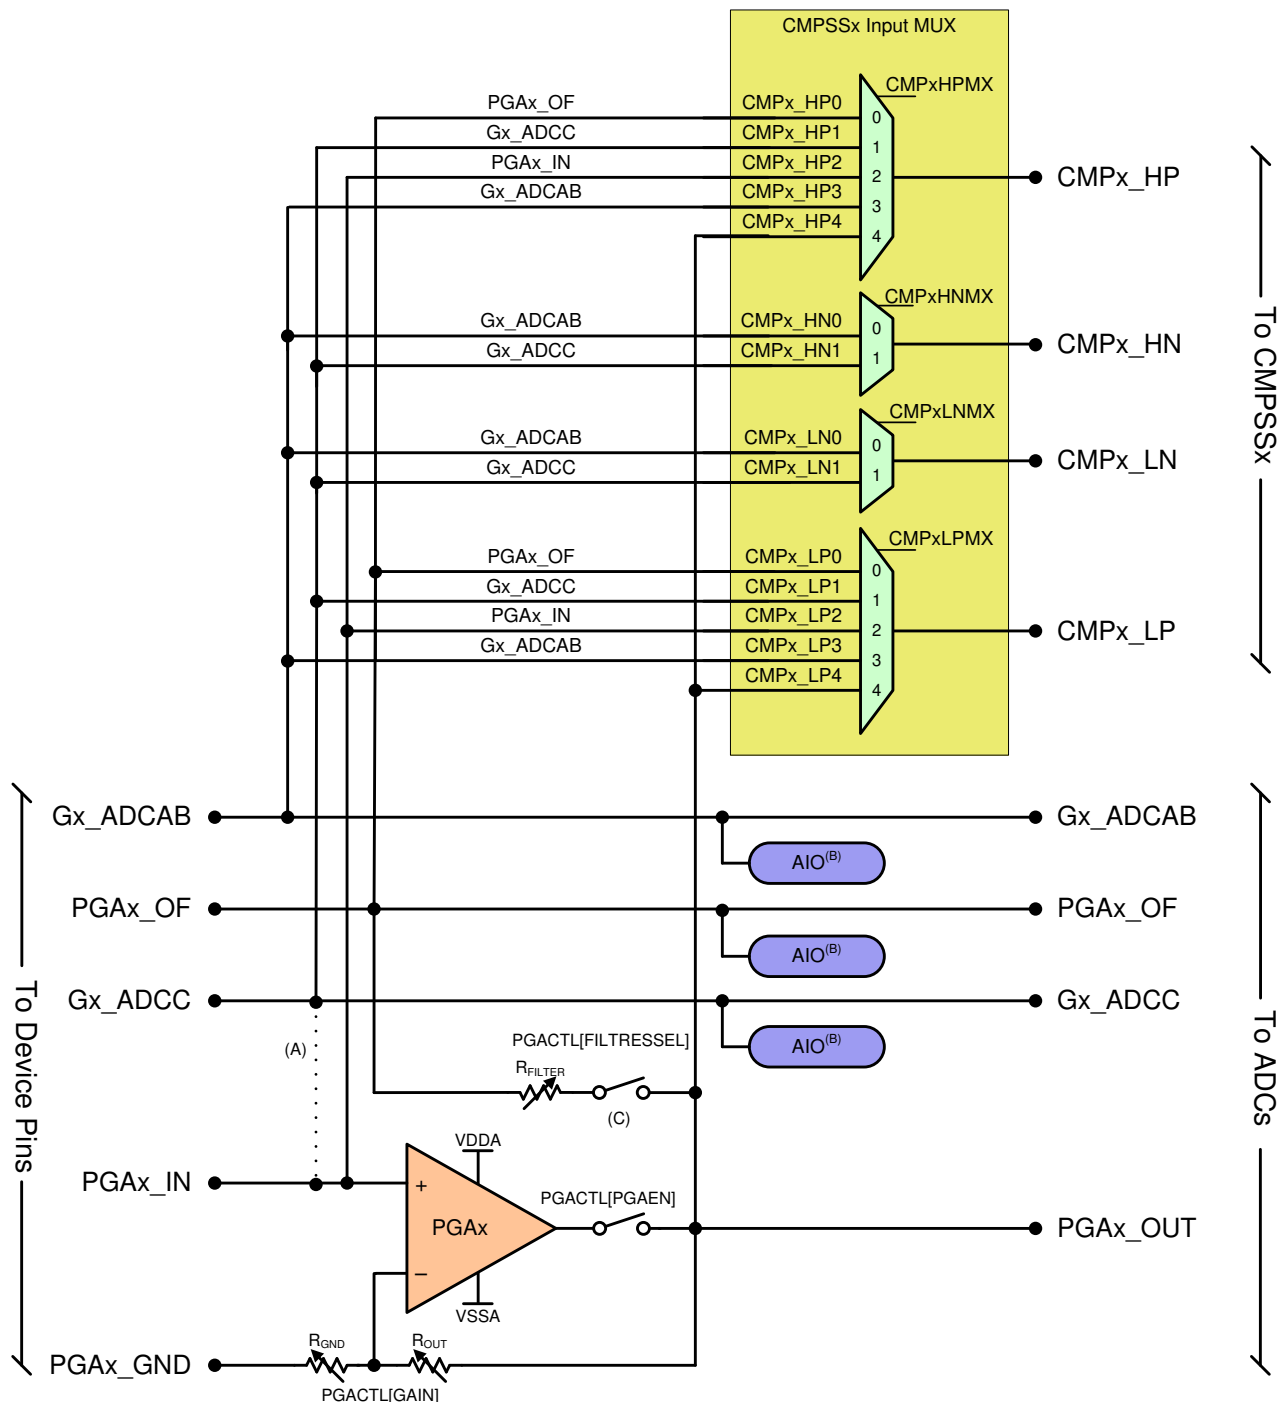 CMPSSx Input MUX
CMPxHPMX
PGAx_OF CMPx_HP0 0
Gx_ADCC CMPx_HP1 1
PGAx_IN CMPx_HP2 2 CMPx_HP
Gx_ADCAB CMPx_HP3 3
CMPx_HP4 4
CMPxHNMX
Gx_ADCAB CMPx_HN0 0
Gx_ADCC CMPx_HN1 1 CMPx_HN
CMPxLNMX
Gx_ADCAB CMPx_LN0 0
Gx_ADCC CMPx_LN1 1 CMPx_LN
CMPxLPMX
PGAx_OF CMPx_LP0 0
Gx_ADCC CMPx_LP1 1
PGAx_IN CMPx_LP2 2 CMPx_LP
Gx_ADCAB CMPx_LP3 3
CMPx_LP4 4
To CMPSSx
Gx_ADCAB Gx_ADCAB
AIO(B)
PGAx_OF PGAx_OF
AIO(B)
Gx_ADCC Gx_ADCC
AIO(B)
(A)
PGACTL[FILTRESSEL]
RFILTER
(C)
To Device Pins
To ADCs
VDDA
PGAx_IN +
PGACTL[PGAEN]
PGAx PGAx_OUT
–
VSSA
RGND ROUT
PGAx_GND
PGACTL[GAIN]